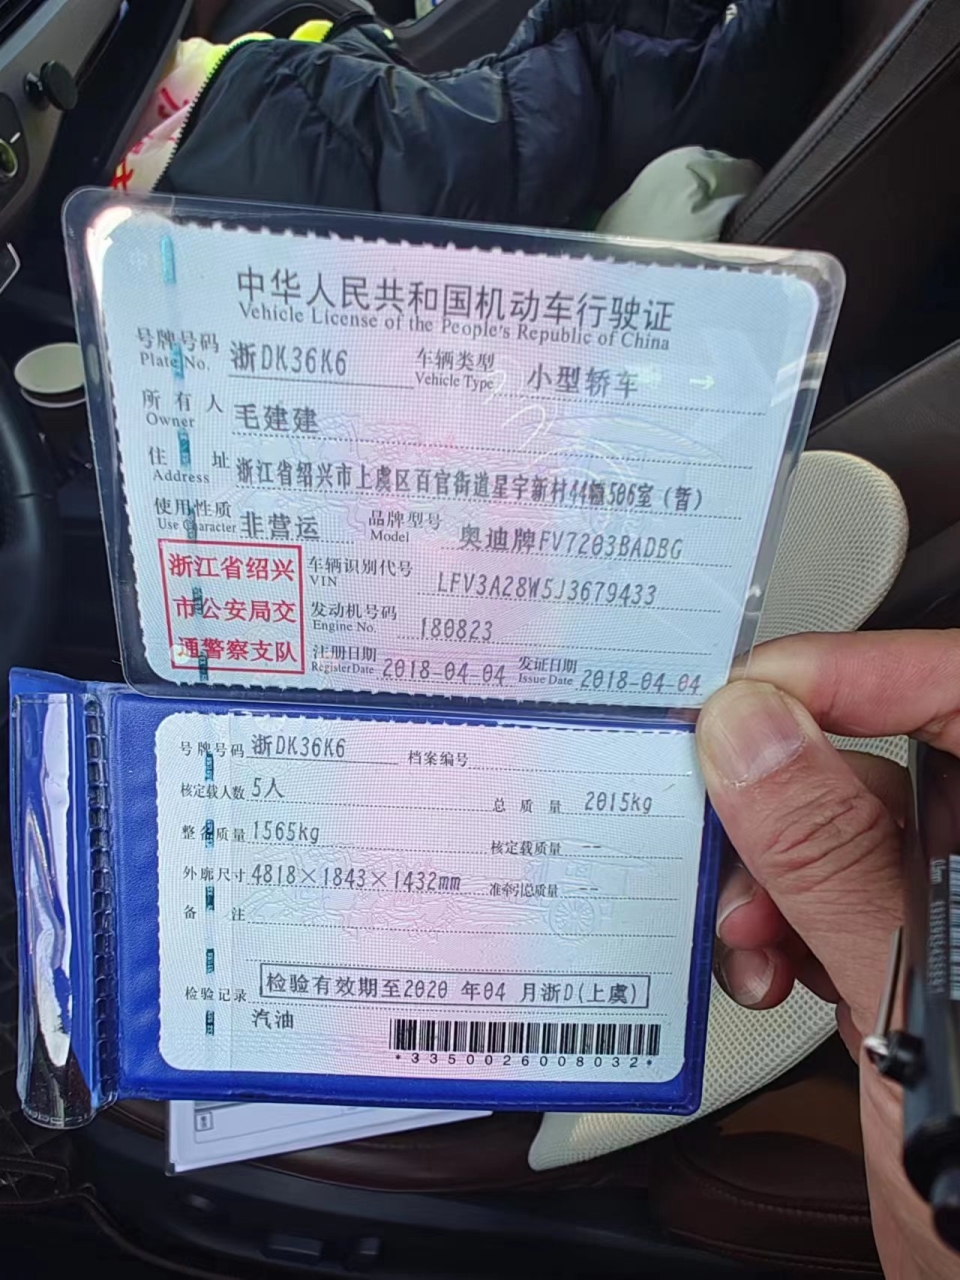 中华人民共和国机动车行驶证
Vehicle License of the People's Republic of China
号牌号码 浙DK36K6 车辆类型 小型轿车
Plate No. Vehicle Type
所有人 毛建建
Owner
住址 浙江省绍兴市上虞区百官街道星宇新村44幢506室（暂）
Address
使用性质 非营运 品牌型号 奥迪牌FV7203BADBG
Use Character Model
浙江省绍兴
市公安局交
通警察支队
车辆识别代号 LFV3A28W5J3679433
VIN
发动机号码 180823
Engine No.
注册日期 2018-04-04 发证日期 2018-04-04
Register Date Issue Date
号牌号码 浙DK36K6 档案编号
核定载人数 5人 总质量 2015kg
整备质量 1565kg 核定载质量 --
外廓尺寸 4818×1843×1432mm 准牵引总质量 --
备注
检验记录 检验有效期至2020 年04 月浙D(上虞)
汽油
*3350026008032*